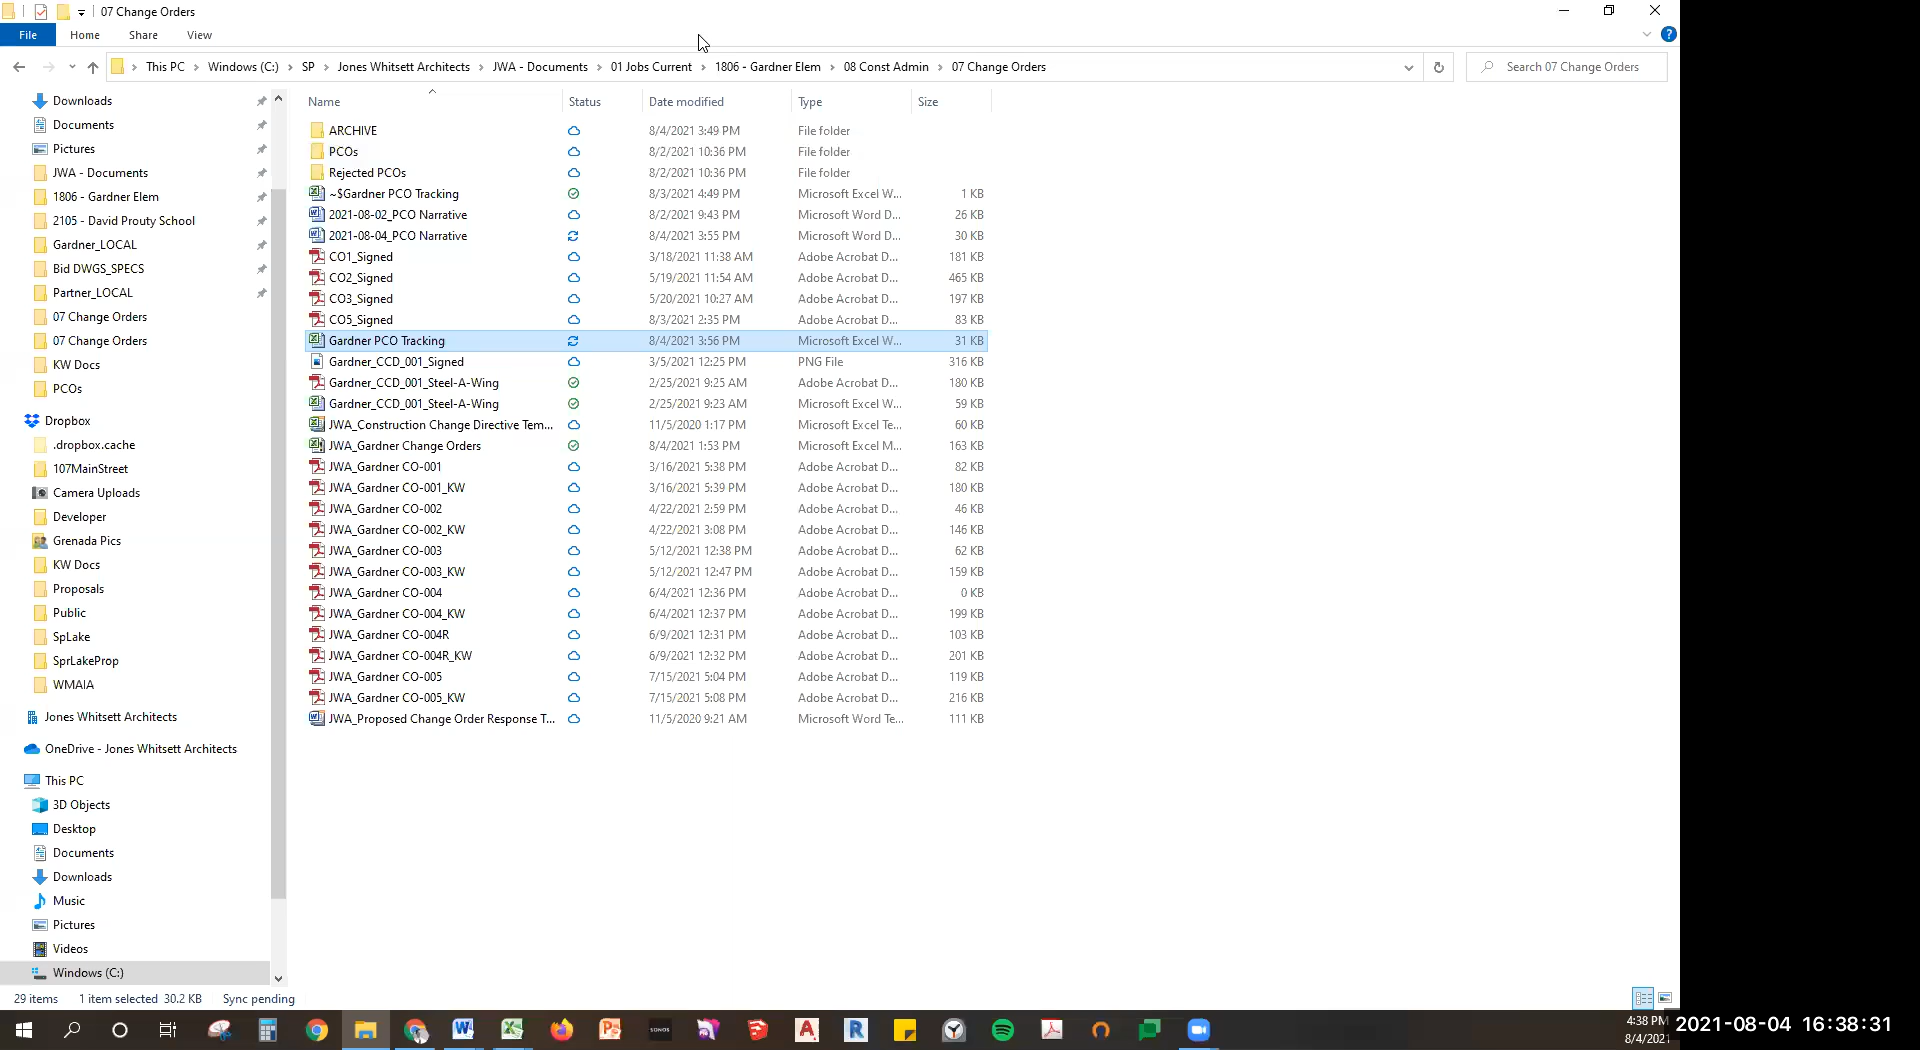 07 Change Orders
File Home Share View
This PC Windows (C:) SP Jones Whitsett Architects JWA - Documents 01 Jobs Current 1806 - Gardner Elem 08 Const Admin 07 Change Orders Search 07 Change Orders
Downloads
Documents
Pictures
JWA - Documents
1806 - Gardner Elem
2105 - David Prouty School
Gardner_LOCAL
Bid DWGS_SPECS
Partner_LOCAL
07 Change Orders
07 Change Orders
KW Docs
PCOs
Dropbox
.dropbox.cache
107MainStreet
Camera Uploads
Developer
Grenada Pics
KW Docs
Proposals
Public
SpLake
SprLakeProp
WMAIA
Jones Whitsett Architects
OneDrive - Jones Whitsett Architects
This PC
3D Objects
Desktop
Documents
Downloads
Music
Pictures
Videos
Windows (C:)
Name Status Date modified Type Size
ARCHIVE 8/4/2021 3:49 PM File folder
PCOs 8/2/2021 10:36 PM File folder
Rejected PCOs 8/2/2021 10:36 PM File folder
~$Gardner PCO Tracking 8/3/2021 4:49 PM Microsoft Excel W... 1 KB
2021-08-02_PCO Narrative 8/2/2021 9:43 PM Microsoft Word D... 26 KB
2021-08-04_PCO Narrative 8/4/2021 3:55 PM Microsoft Word D... 30 KB
CO1_Signed 3/18/2021 11:38 AM Adobe Acrobat D... 181 KB
CO2_Signed 5/19/2021 11:54 AM Adobe Acrobat D... 465 KB
CO3_Signed 5/20/2021 10:27 AM Adobe Acrobat D... 197 KB
CO5_Signed 8/3/2021 2:35 PM Adobe Acrobat D... 83 KB
Gardner PCO Tracking 8/4/2021 3:56 PM Microsoft Excel W... 31 KB
Gardner_CCD_001_Signed 3/5/2021 12:25 PM PNG File 316 KB
Gardner_CCD_001_Steel-A-Wing 2/25/2021 9:25 AM Adobe Acrobat D... 180 KB
Gardner_CCD_001_Steel-A-Wing 2/25/2021 9:23 AM Microsoft Excel W... 59 KB
JWA_Construction Change Directive Tem... 11/5/2020 1:17 PM Microsoft Excel Te... 60 KB
JWA_Gardner Change Orders 8/4/2021 1:53 PM Microsoft Excel M... 163 KB
JWA_Gardner CO-001 3/16/2021 5:38 PM Adobe Acrobat D... 82 KB
JWA_Gardner CO-001_KW 3/16/2021 5:39 PM Adobe Acrobat D... 180 KB
JWA_Gardner CO-002 4/22/2021 2:59 PM Adobe Acrobat D... 46 KB
JWA_Gardner CO-002_KW 4/22/2021 3:08 PM Adobe Acrobat D... 146 KB
JWA_Gardner CO-003 5/12/2021 12:38 PM Adobe Acrobat D... 62 KB
JWA_Gardner CO-003_KW 5/12/2021 12:47 PM Adobe Acrobat D... 159 KB
JWA_Gardner CO-004 6/4/2021 12:36 PM Adobe Acrobat D... 0 KB
JWA_Gardner CO-004_KW 6/4/2021 12:37 PM Adobe Acrobat D... 199 KB
JWA_Gardner CO-004R 6/9/2021 12:31 PM Adobe Acrobat D... 103 KB
JWA_Gardner CO-004R_KW 6/9/2021 12:32 PM Adobe Acrobat D... 201 KB
JWA_Gardner CO-005 7/15/2021 5:04 PM Adobe Acrobat D... 119 KB
JWA_Gardner CO-005_KW 7/15/2021 5:08 PM Adobe Acrobat D... 216 KB
JWA_Proposed Change Order Response T... 11/5/2020 9:21 AM Microsoft Word Te... 111 KB
29 items 1 item selected 30.2 KB Sync pending
SONOS
4:38 PM
8/4/2021
2021-08-04 16:38:31